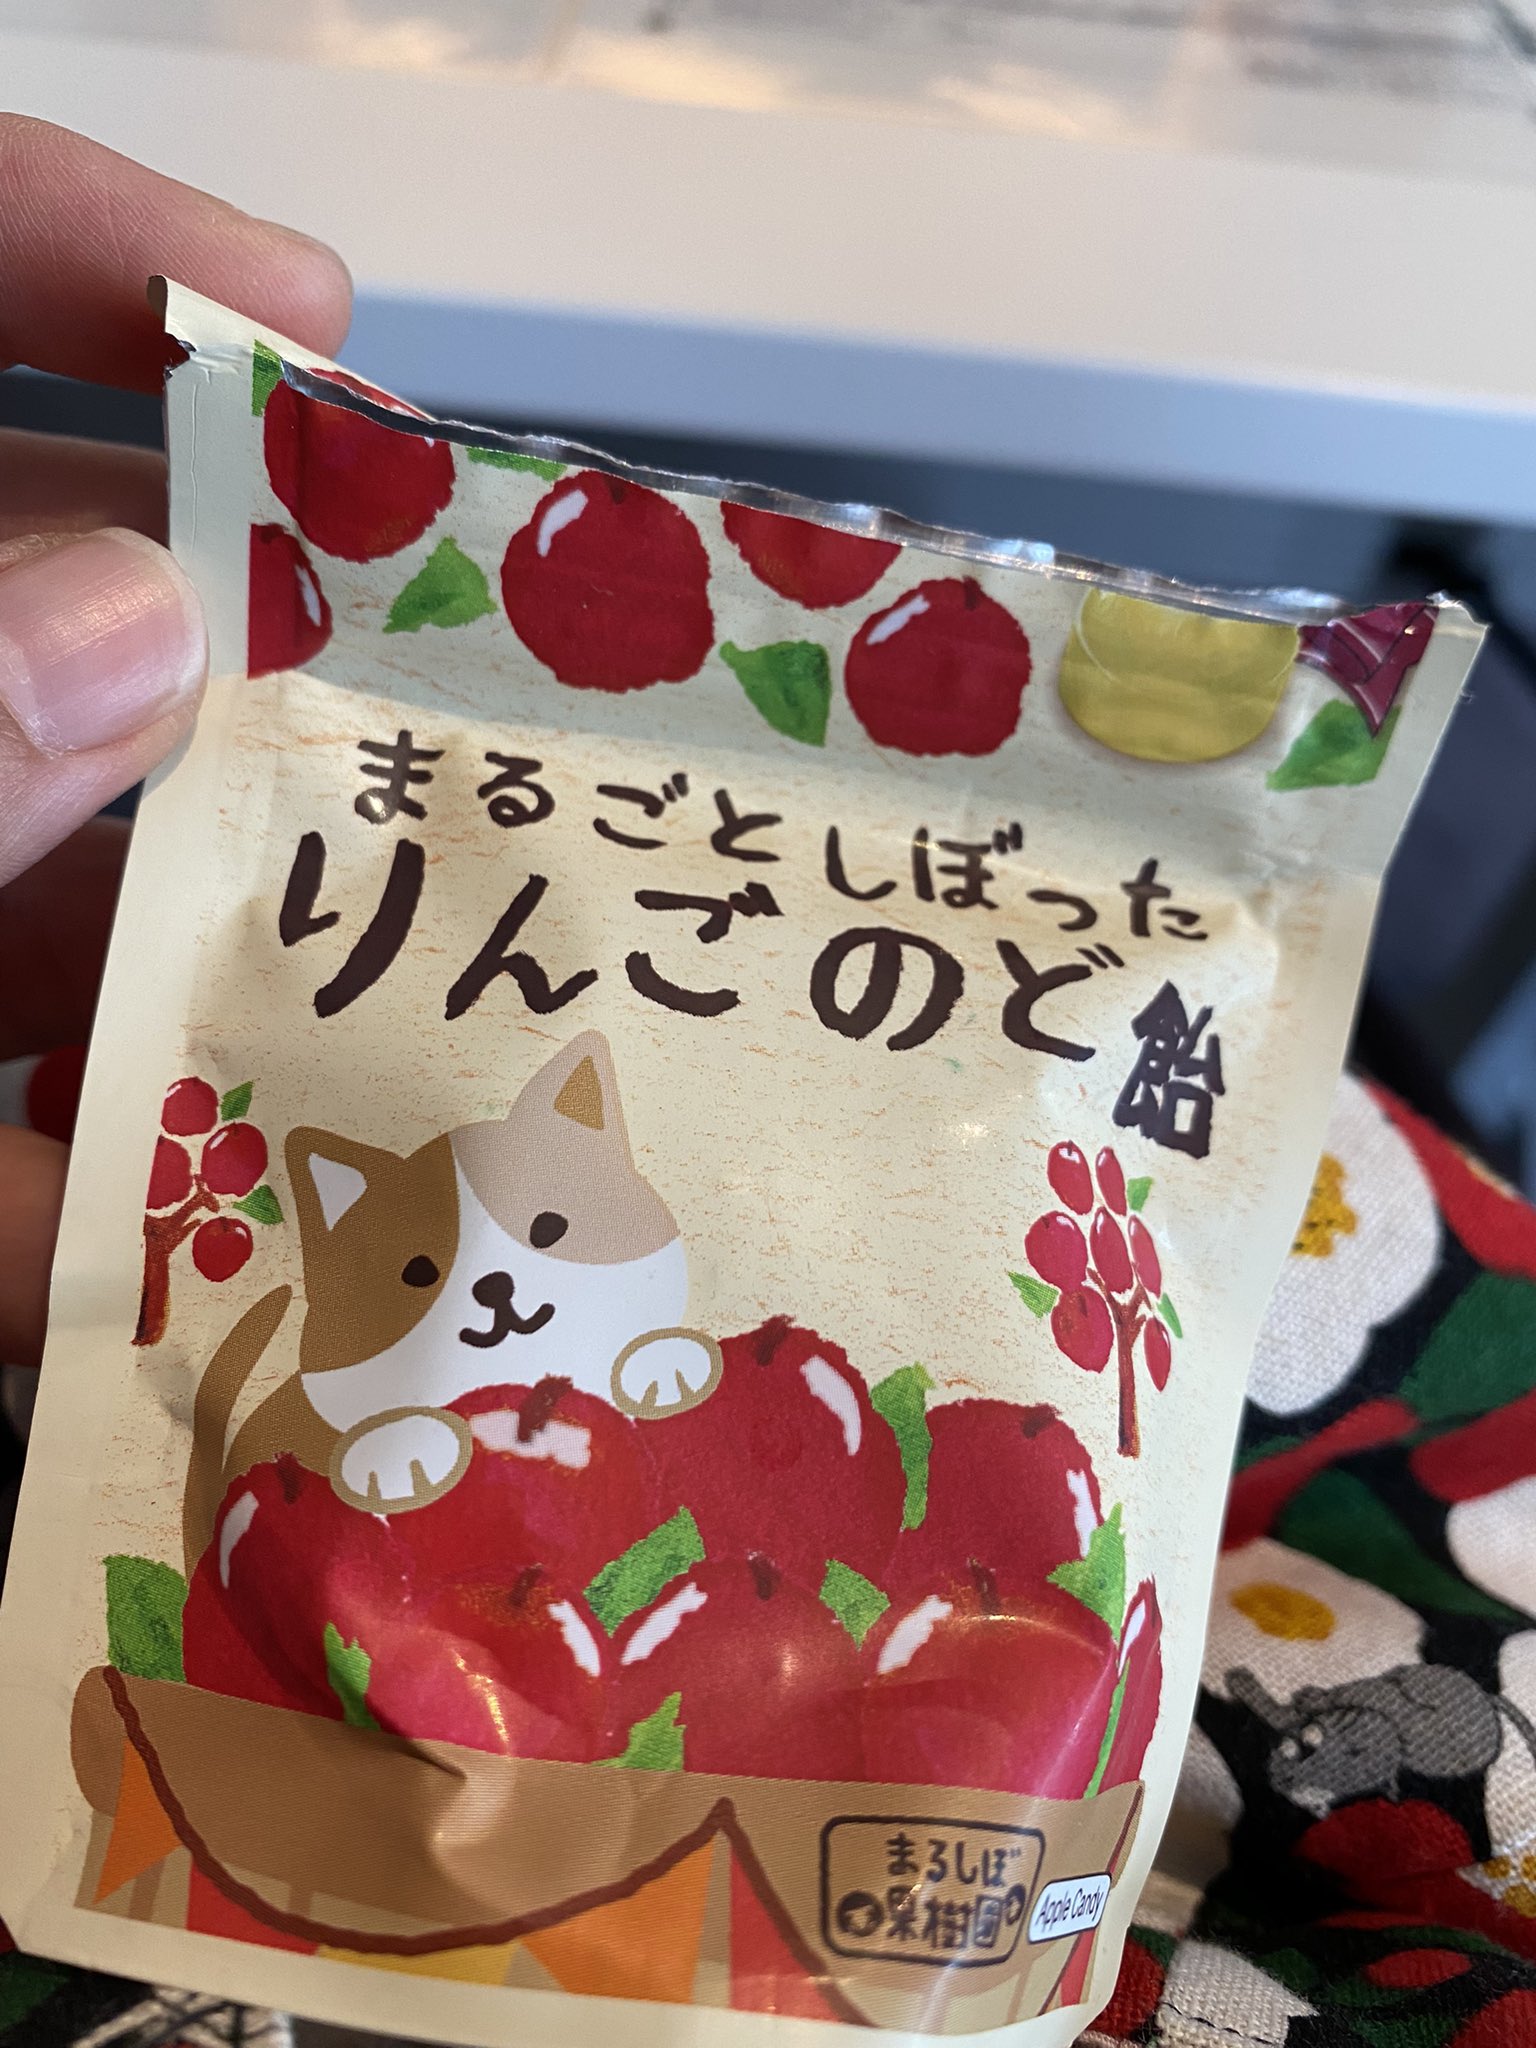 まるごとしぼった
りんごのど飴
まるしぼ
果樹園
Apple Candy